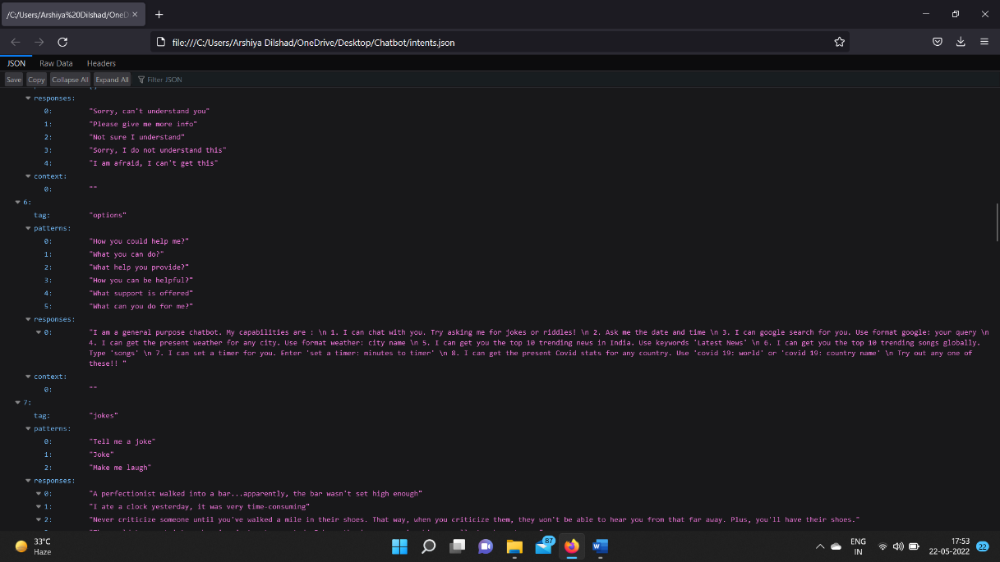 /C:/Users/Arshiya%20Dilshad/OneD
file:///C:/Users/Arshiya Dilshad/OneDrive/Desktop/Chatbot/intents.json
JSON Raw Data Headers
Save Copy Collapse All Expand All Filter JSON
responses:
0: "Sorry, can't understand you"
1: "Please give me more info"
2: "Not sure I understand"
3: "Sorry, I do not understand this"
4: "I am afraid, I can't get this"
context:
0: ""
6:
tag: "options"
patterns:
0: "How you could help me?"
1: "What you can do?"
2: "What help you provide?"
3: "How you can be helpful?"
4: "What support is offered"
5: "What can you do for me?"
responses:
0: "I am a general purpose chatbot. My capabilities are : \n 1. I can chat with you. Try asking me for jokes or riddles! \n 2. Ask me the date and time \n 3. I can google search for you. Use format google: your query \n
4. I can get the present weather for any city. Use format weather: city name \n 5. I can get you the top 10 trending news in India. Use keywords 'Latest News' \n 6. I can get you the top 10 trending songs globally.
Type 'songs' \n 7. I can set a timer for you. Enter 'set a timer: minutes to timer' \n 8. I can get the present Covid stats for any country. Use 'covid 19: world' or 'covid 19: country name' \n Try out any one of
these!! "
context:
0: ""
7:
tag: "jokes"
patterns:
0: "Tell me a joke"
1: "Joke"
2: "Make me laugh"
responses:
0: "A perfectionist walked into a bar...apparently, the bar wasn't set high enough"
1: "I ate a clock yesterday, it was very time-consuming"
2: "Never criticize someone until you've walked a mile in their shoes. That way, when you criticize them, they won't be able to hear you from that far away. Plus, you'll have their shoes."
33°C
Haze
87
ENG
IN
17:53
22-05-2022
22